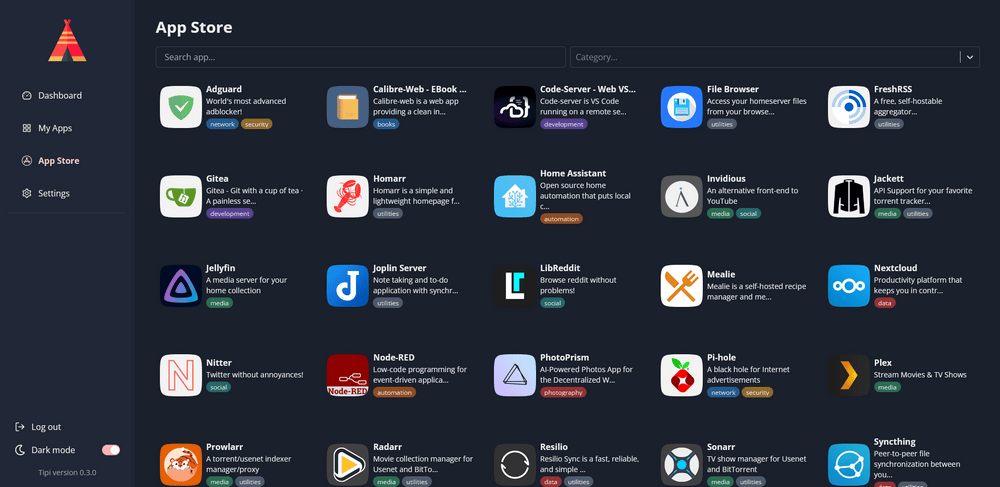 App Store
Search app...
Category...
Dashboard
My Apps
App Store
Settings
Adguard
World's most advanced
adblocker!
network security
Calibre-Web - EBook ...
Calibre-web is a web app
providing a clean in...
books
Code-Server - Web VS...
Code-server is VS Code
running on a remote se...
development
File Browser
Access your homeserver files
from your browse...
utilities
FreshRSS
A free, self-hostable
aggregator...
utilities
Gitea
Gitea - Git with a cup of tea ·
A painless se...
development
Homarr
Homarr is a simple and
lightweight homepage f...
utilities
Home Assistant
Open source home
automation that puts local
c...
automation
Invidious
An alternative front-end to
YouTube
media social
Jackett
API Support for your favorite
torrent tracker...
media utilities
Jellyfin
A media server for your
home collection
media
Joplin Server
Note taking and to-do
application with synchr...
utilities
LibReddit
Browse reddit without
problems!
social
Mealie
Mealie is a self-hosted recipe
manager and me...
Nextcloud
Productivity platform that
keeps you in contr...
data
Nitter
Twitter without annoyances!
social
Node-RED
Node-RED
Low-code programming for
event-driven applica...
automation
PhotoPrism
AI-Powered Photos App for
the Decentralized W...
photography
Pi-hole
A black hole for Internet
advertisements
network security
Plex
Stream Movies & TV Shows
media
Prowlarr
A torrent/usenet indexer
manager/proxy
media utilities
Radarr
Movie collection manager for
Usenet and BitTo...
media utilities
Resilio
Resilio Sync is a fast, reliable,
and simple ...
data utilities
Sonarr
TV show manager for Usenet
and BitTorrent
media utilities
Syncthing
Peer-to-peer file
synchronization between
you...
data utilities
Log out
Dark mode
Tipi version 0.3.0